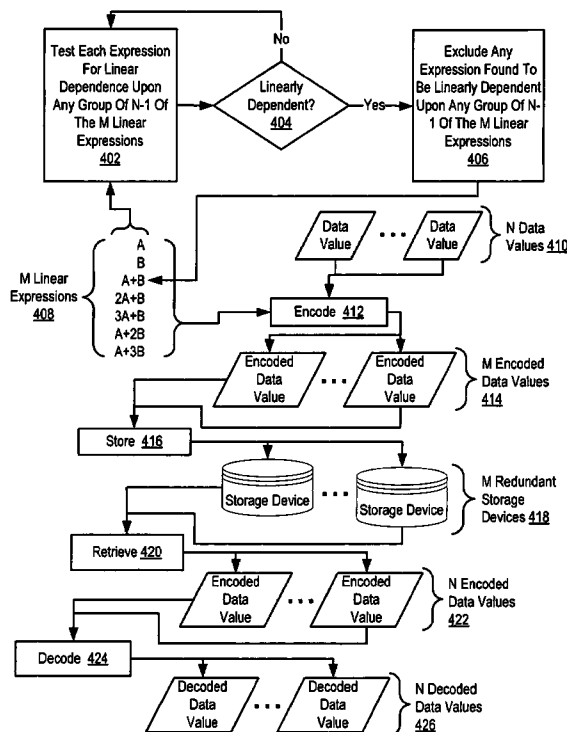 No
Test Each Expression
For Linear
Dependence Upon
Any Group Of N-1 Of
The M Linear
Expressions
402
Linearly
Dependent?
404
Yes
Exclude Any
Expression Found To
Be Linearly Dependent
Upon Any Group Of N-
1 Of The M Linear
Expressions
406
M Linear
Expressions
408
A
B
A+B
2A+B
3A+B
A+2B
A+3B
Data
Value
Data
Value
N Data
Values 410
Encode 412
Encoded
Data
Value
Encoded
Data
Value
M Encoded
Data Values
414
Store 416
Storage Device
Storage Device
M Redundant
Storage
Devices 418
Retrieve 420
Encoded
Data
Value
Encoded
Data
Value
N Encoded
Data Values
422
Decode 424
Decoded
Data
Value
Decoded
Data
Value
N Decoded
Data Values
426